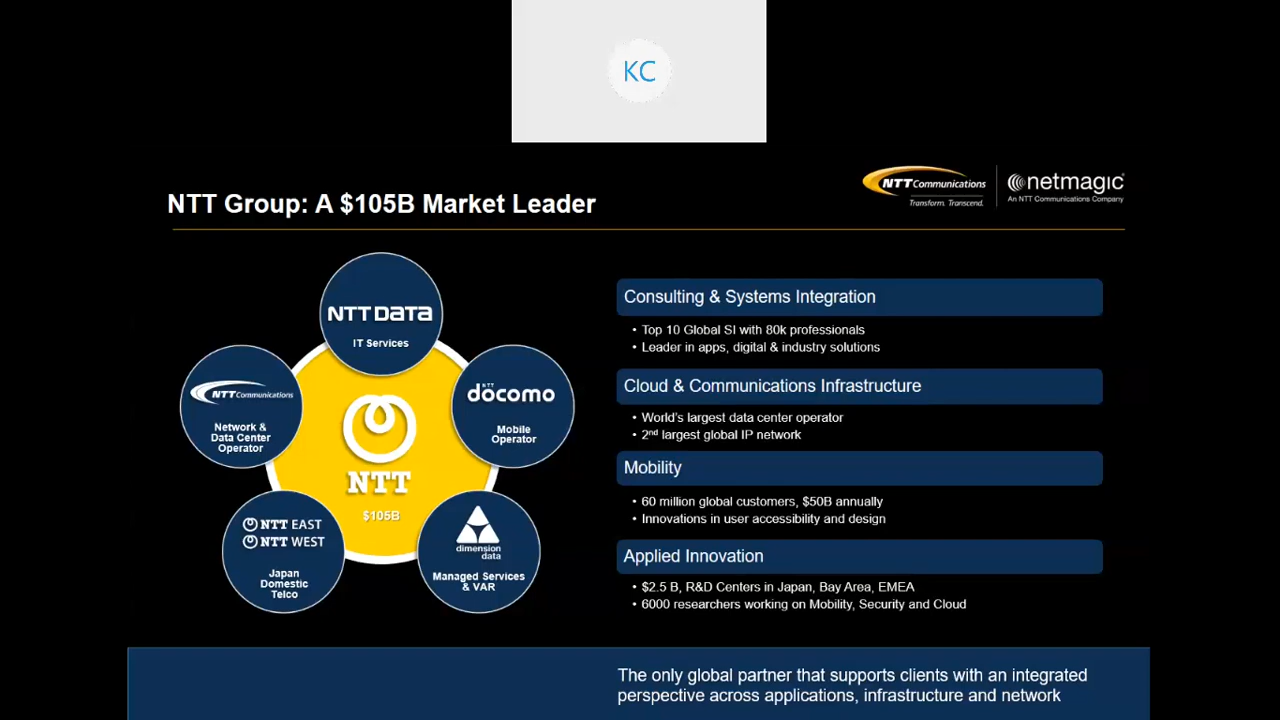 KC
NTT Communications
Transform. Transcend.
netmagic
An NTT Communications Company
NTT Group: A $105B Market Leader
NTT DATA
IT Services
NTT Communications
Network &
Data Center
Operator
NTT
döcomo
Mobile
Operator
NTT
$105B
NTT EAST
NTT WEST
Japan
Domestic
Telco
dimension
data
Managed Services
& VAR
Consulting & Systems Integration
• Top 10 Global SI with 80k professionals
• Leader in apps, digital & industry solutions
Cloud & Communications Infrastructure
• World's largest data center operator
• 2nd largest global IP network
Mobility
• 60 million global customers, $50B annually
• Innovations in user accessibility and design
Applied Innovation
• $2.5 B, R&D Centers in Japan, Bay Area, EMEA
• 6000 researchers working on Mobility, Security and Cloud
The only global partner that supports clients with an integrated
perspective across applications, infrastructure and network